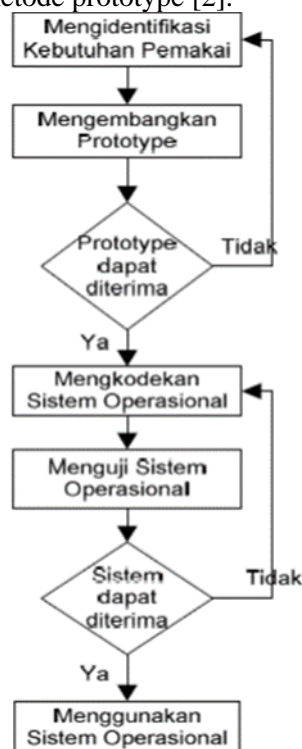 etode prototype [2].
Mengidentifikasi
Kebutuhan Pemakai
Mengembangkan
Prototype
Prototype
dapat
diterima
Tidak
Ya
Mengkodekan
Sistem Operasional
Menguji Sistem
Operasional
Sistem
dapat
diterima
Tidak
Ya
Menggunakan
Sistem Operasional